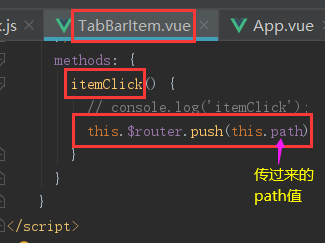 x.js
TabBarItem.vue
App.vue
methods: {
itemClick() {
// console.log('itemClick');
this.$router.push(this.path)
}
}
}
</script>
传过来的
path值